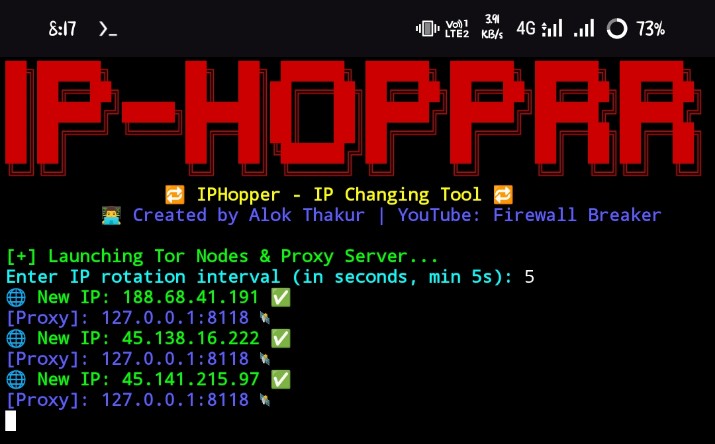 8:17 >_ Vo)) 1 LTE2 3.91 KB/s 4G 73%
IP-HOPPRR
🔁 IPHopper - IP Changing Tool 🔁
👨‍💻 Created by Alok Thakur | YouTube: Firewall Breaker
[+] Launching Tor Nodes & Proxy Server...
Enter IP rotation interval (in seconds, min 5s): 5
🌐 New IP: 188.68.41.191 ✅
[Proxy]: 127.0.0.1:8118 🛰
🌐 New IP: 45.138.16.222 ✅
[Proxy]: 127.0.0.1:8118 🛰
🌐 New IP: 45.141.215.97 ✅
[Proxy]: 127.0.0.1:8118 🛰